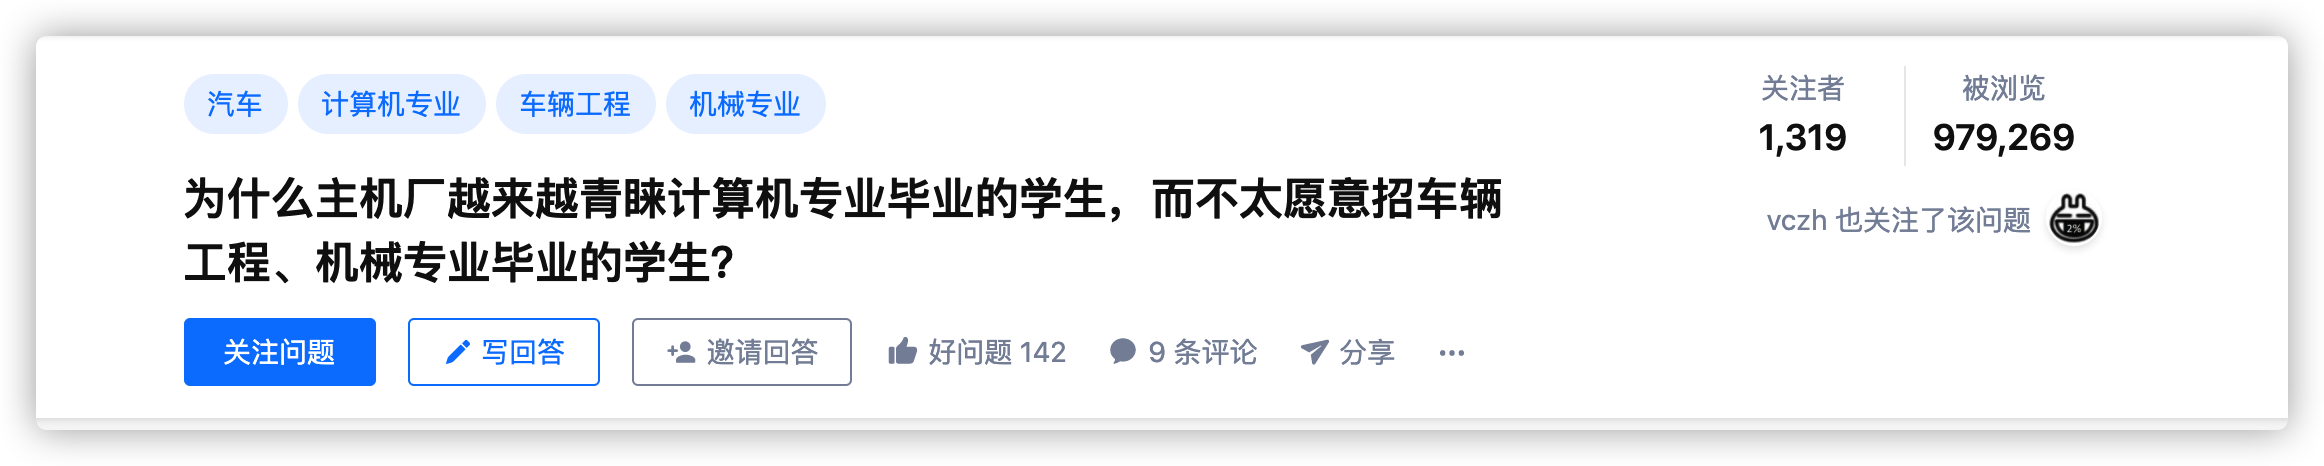 汽车 计算机专业 车辆工程 机械专业
关注者 被浏览
1,319 979,269
为什么主机厂越来越青睐计算机专业毕业的学生，而不太愿意招车辆
工程、机械专业毕业的学生？
vczh 也关注了该问题
2%
关注问题 写回答 邀请回答 好问题 142 9 条评论 分享 ···